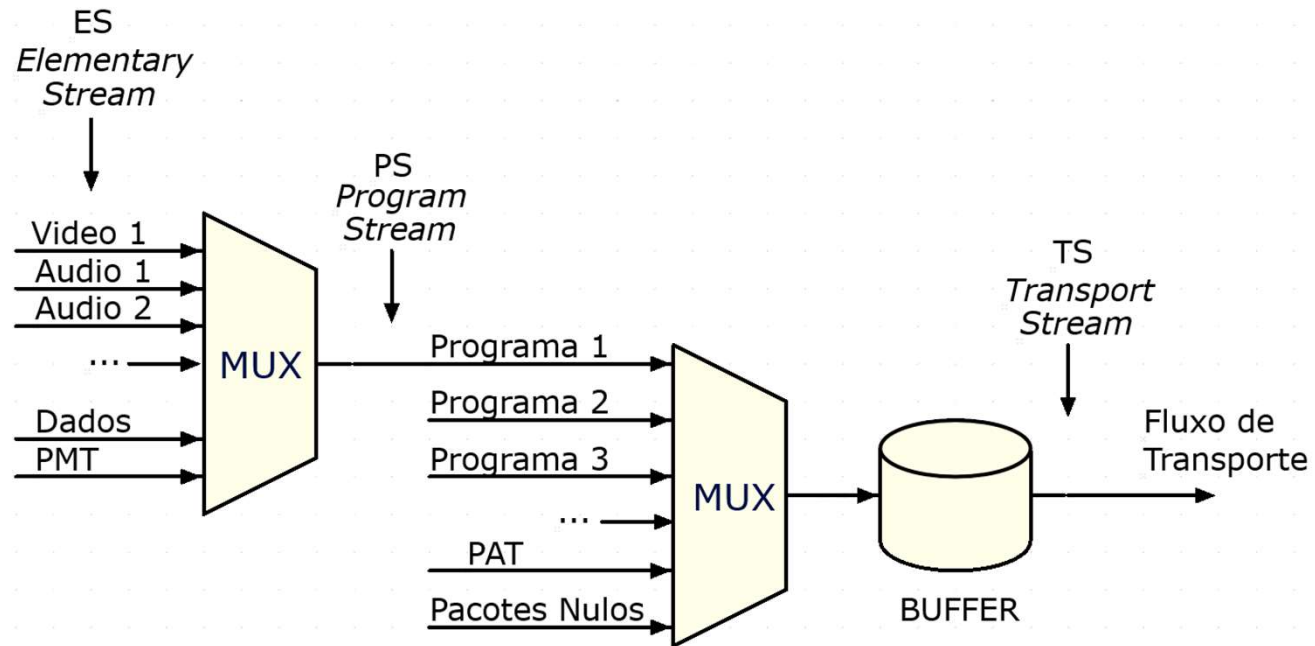 ES
Elementary
Stream
PS
Program
Stream
Video 1
Audio 1
Audio 2
...
MUX
Dados
PMT
Programa 1
Programa 2
Programa 3
...
PAT
Pacotes Nulos
MUX
BUFFER
TS
Transport
Stream
Fluxo de
Transporte